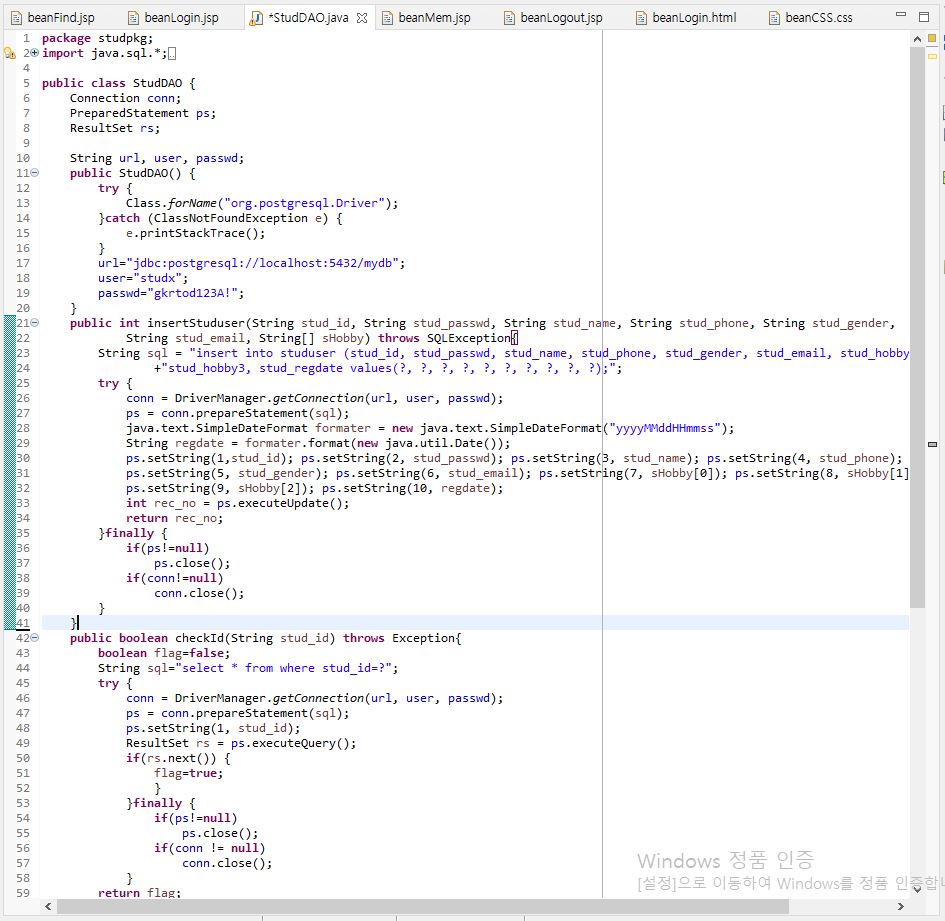 beanFind.jsp beanLogin.jsp *StudDAO.java beanMem.jsp beanLogout.jsp beanLogin.html beanCSS.css
1 package studpkg;
2 import java.sql.*;
4
5 public class StudDAO {
6 Connection conn;
7 PreparedStatement ps;
8 ResultSet rs;
9
10 String url, user, passwd;
11 public StudDAO() {
12 try {
13 Class.forName("org.postgresql.Driver");
14 }catch (ClassNotFoundException e) {
15 e.printStackTrace();
16 }
17 url="jdbc:postgresql://localhost:5432/mydb";
18 user="studx";
19 passwd="gkrtod123A!";
20 }
21 public int insertStuduser(String stud_id, String stud_passwd, String stud_name, String stud_phone, String stud_gender,
22 String stud_email, String[] sHobby) throws SQLException{
23 String sql = "insert into studuser (stud_id, stud_passwd, stud_name, stud_phone, stud_gender, stud_email, stud_hobby
24 +"stud_hobby3, stud_regdate values(?, ?, ?, ?, ?, ?, ?, ?, ?, ?);";
25 try {
26 conn = DriverManager.getConnection(url, user, passwd);
27 ps = conn.prepareStatement(sql);
28 java.text.SimpleDateFormat formater = new java.text.SimpleDateFormat("yyyyMMddHHmmss");
29 String regdate = formater.format(new java.util.Date());
30 ps.setString(1,stud_id); ps.setString(2, stud_passwd); ps.setString(3, stud_name); ps.setString(4, stud_phone);
31 ps.setString(5, stud_gender); ps.setString(6, stud_email); ps.setString(7, sHobby[0]); ps.setString(8, sHobby[1]
32 ps.setString(9, sHobby[2]); ps.setString(10, regdate);
33 int rec_no = ps.executeUpdate();
34 return rec_no;
35 }finally {
36 if(ps!=null)
37 ps.close();
38 if(conn!=null)
39 conn.close();
40 }
41 }
42 public boolean checkId(String stud_id) throws Exception{
43 boolean flag=false;
44 String sql="select * from where stud_id=?";
45 try {
46 conn = DriverManager.getConnection(url, user, passwd);
47 ps = conn.prepareStatement(sql);
48 ps.setString(1, stud_id);
49 ResultSet rs = ps.executeQuery();
50 if(rs.next()) {
51 flag=true;
52 }
53 }finally {
54 if(ps!=null)
55 ps.close();
56 if(conn != null)
57 conn.close();
58 }
59 return flag;
Windows 정품 인증
[설정]으로 이동하여 Windows를 정품 인증합니